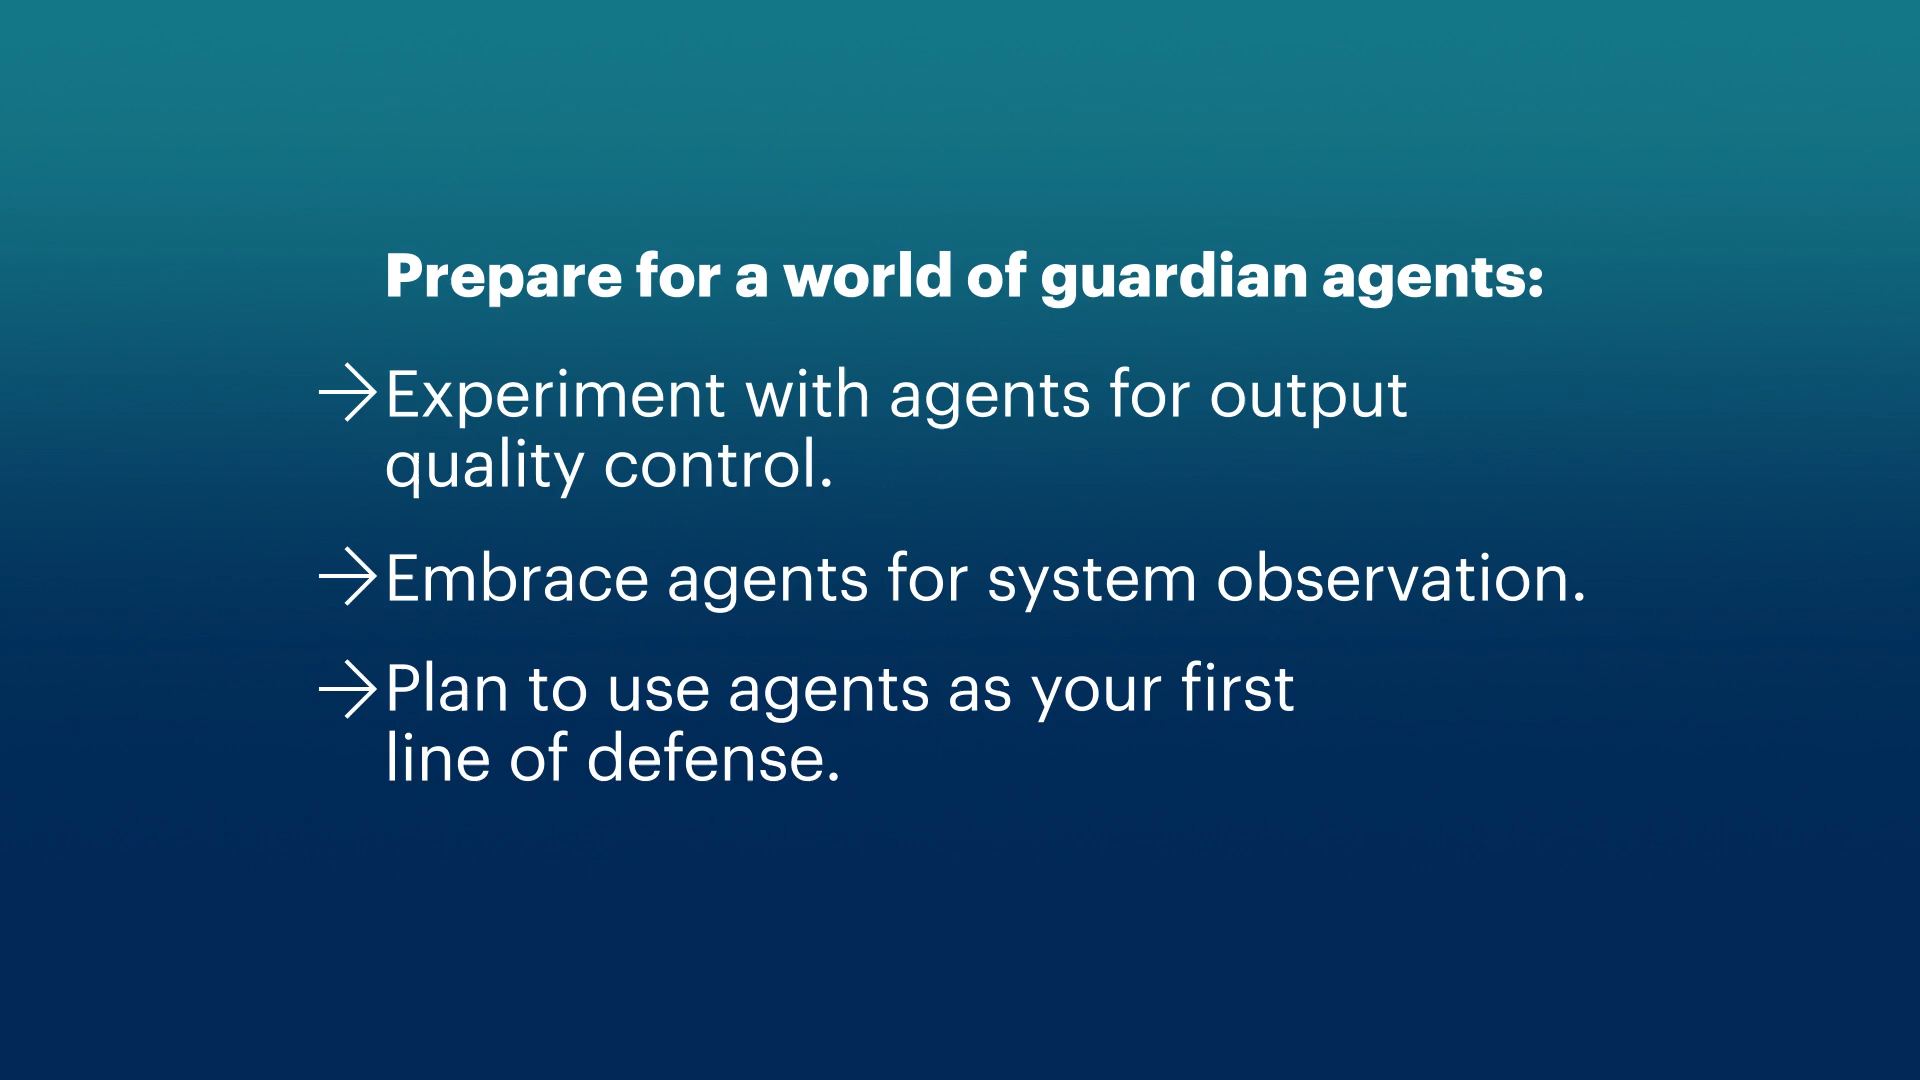 Prepare for a world of guardian agents:
→Experiment with agents for output
quality control.
→Embrace agents for system observation.
→Plan to use agents as your first
line of defense.